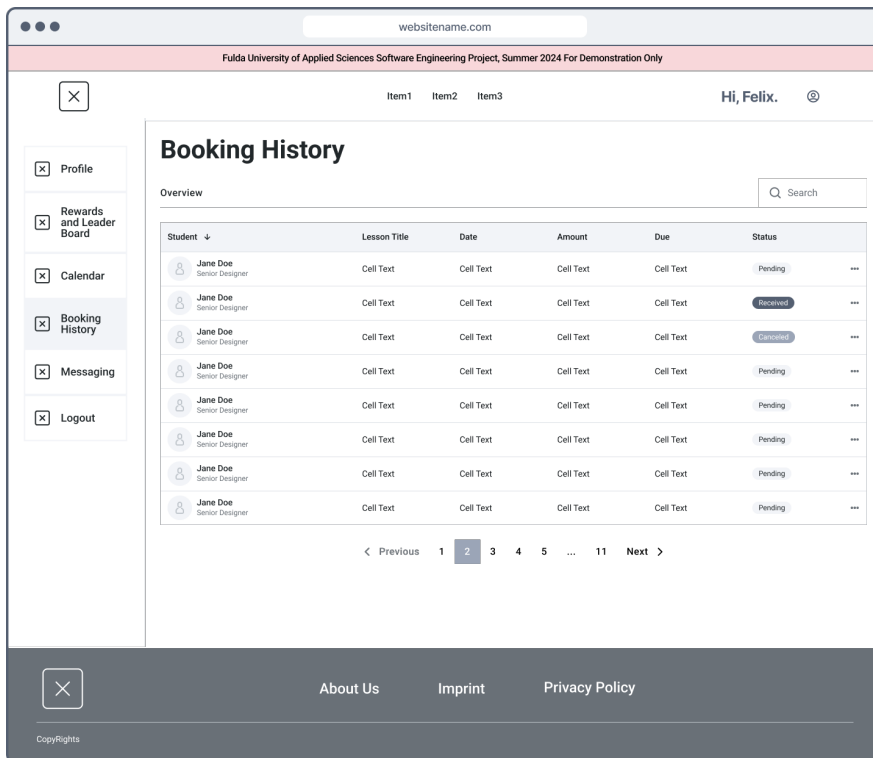 websitename.com
Fulda University of Applied Sciences Software Engineering Project, Summer 2024 For Demonstration Only
Item1 Item2 Item3
Hi, Felix.
Profile
Rewards
and Leader
Board
Calendar
Booking
History
Messaging
Logout
Booking History
Overview
Search
Student Lesson Title Date Amount Due Status
Jane Doe
Senior Designer
Cell Text Cell Text Cell Text Cell Text Pending
Jane Doe
Senior Designer
Cell Text Cell Text Cell Text Cell Text Received
Jane Doe
Senior Designer
Cell Text Cell Text Cell Text Cell Text Canceled
Jane Doe
Senior Designer
Cell Text Cell Text Cell Text Cell Text Pending
Jane Doe
Senior Designer
Cell Text Cell Text Cell Text Cell Text Pending
Jane Doe
Senior Designer
Cell Text Cell Text Cell Text Cell Text Pending
Jane Doe
Senior Designer
Cell Text Cell Text Cell Text Cell Text Pending
Jane Doe
Senior Designer
Cell Text Cell Text Cell Text Cell Text Pending
Previous 1 2 3 4 5 ... 11 Next
About Us Imprint Privacy Policy
CopyRights